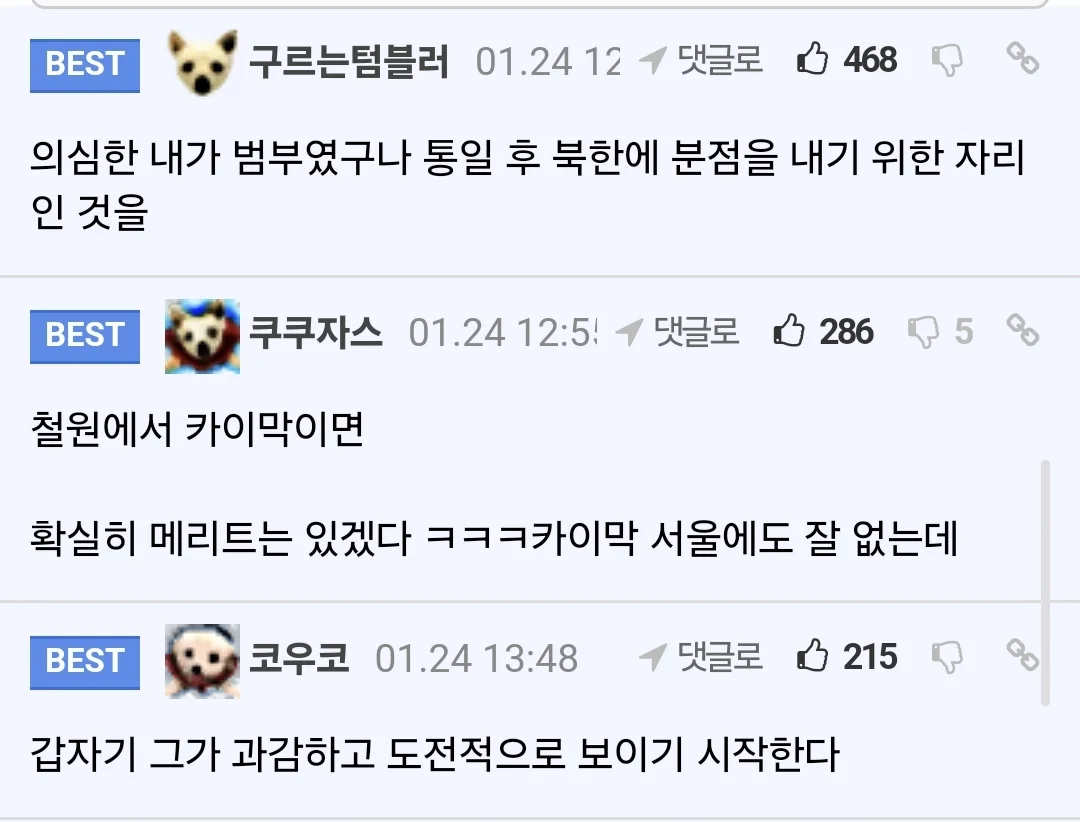 BEST 구르는텀블러 01.24 12 댓글로 468
의심한 내가 범부였구나 통일 후 북한에 분점을 내기 위한 자리
인 것을
BEST 쿠쿠자스 01.24 12:5 댓글로 286 5
철원에서 카이막이면
확실히 메리트는 있겠다 ㅋㅋㅋ카이막 서울에도 잘 없는데
BEST 코우코 01.24 13:48 댓글로 215
갑자기 그가 과감하고 도전적으로 보이기 시작한다